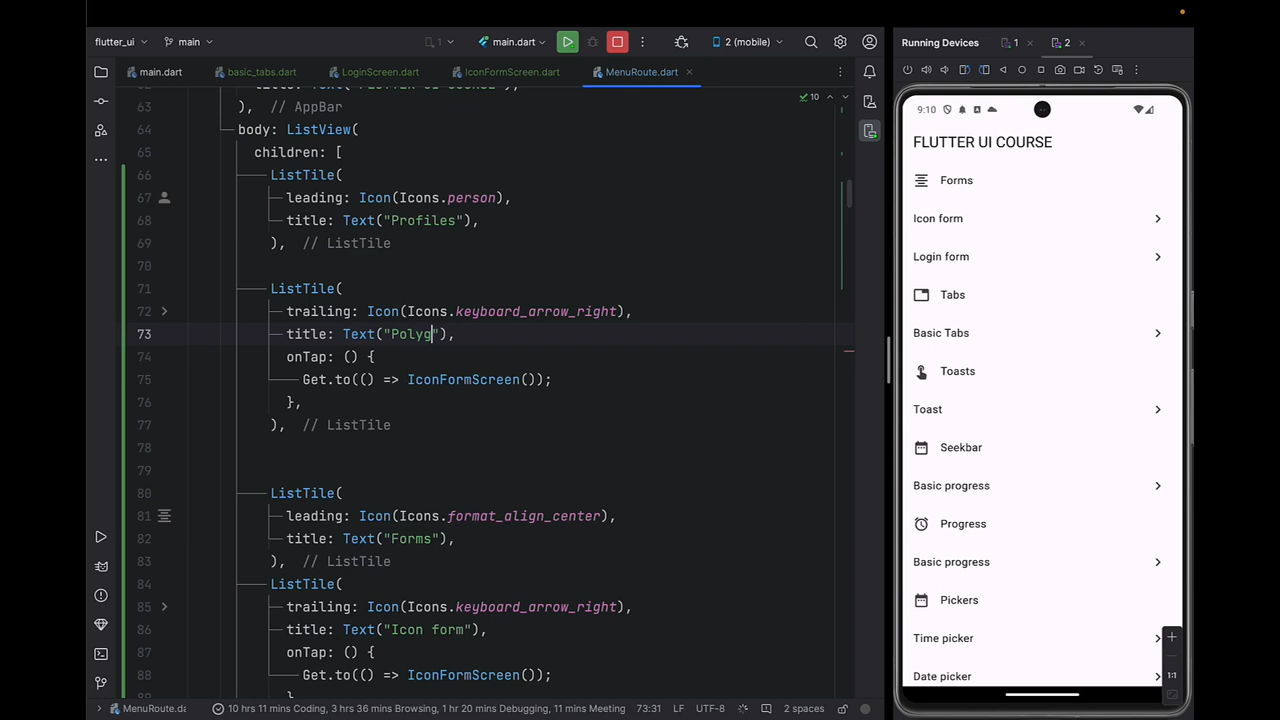 flutter_ui
main
1
main.dart
2 (mobile)
Running Devices
1
2
main.dart
basic_tabs.dart
LoginScreen.dart
IconFormScreen.dart
MenuRoute.dart
10
63 ), // AppBar
64 body: ListView(
65 children: [
66 ListTile(
67 leading: Icon(Icons.person),
68 title: Text("Profiles"),
69 ), // ListTile
70
71 ListTile(
72 trailing: Icon(Icons.keyboard_arrow_right),
73 title: Text("Polyg"),
74 onTap: () {
75 Get.to(() => IconFormScreen());
76 },
77 ), // ListTile
78
79
80 ListTile(
81 leading: Icon(Icons.format_align_center),
82 title: Text("Forms"),
83 ), // ListTile
84 ListTile(
85 trailing: Icon(Icons.keyboard_arrow_right),
86 title: Text("Icon form"),
87 onTap: () {
88 Get.to(() => IconFormScreen());
9:10
FLUTTER UI COURSE
Forms
Icon form
Login form
Tabs
Basic Tabs
Toasts
Toast
Seekbar
Basic progress
Progress
Basic progress
Pickers
Time picker
Date picker
1:1
MenuRoute.da
10 hrs 11 mins Coding, 3 hrs 36 mins Browsing, 1 hr 20 mins Debugging, 11 mins Meeting
73:31
LF
UTF-8
2 spaces